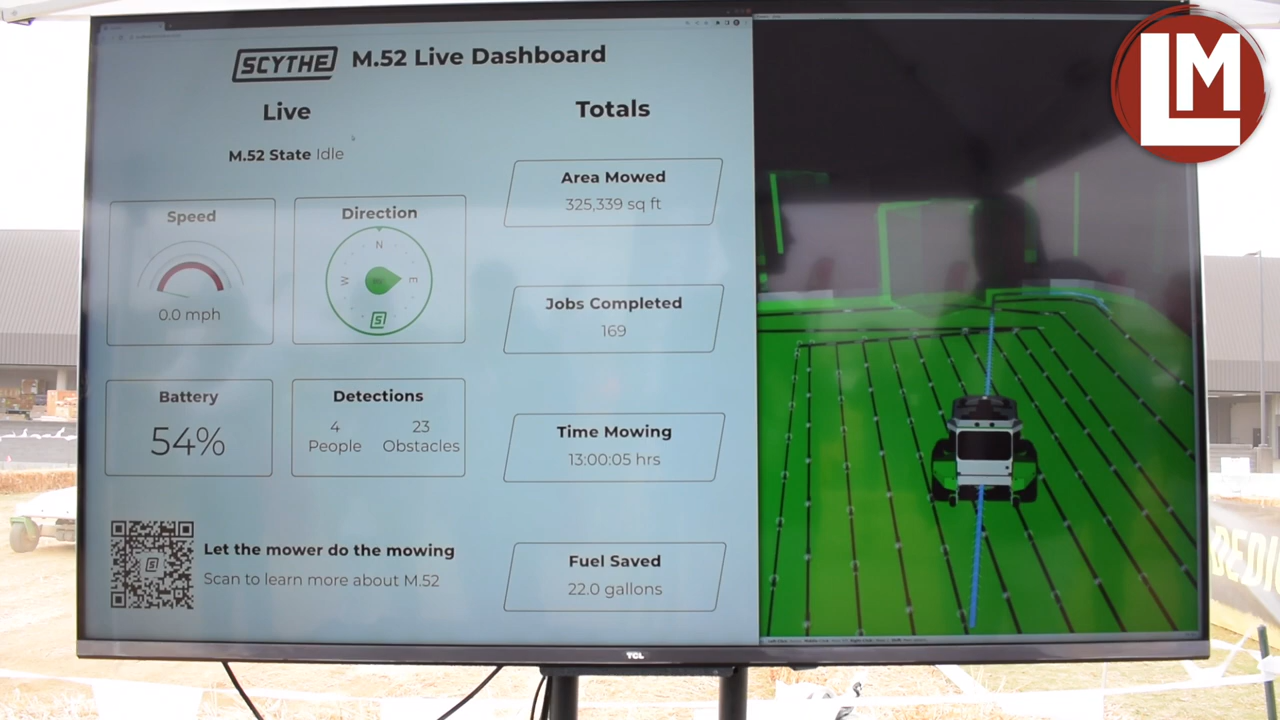 SCYTHE M.52 Live Dashboard
Live
M.52 State Idle
Speed
0.0 mph
Direction
N
W
E
S
Battery
54%
Detections
4
People
23
Obstacles
Let the mower do the mowing
Scan to learn more about M.52
Totals
Area Mowed
325,339 sq ft
Jobs Completed
169
Time Mowing
13:00:05 hrs
Fuel Saved
22.0 gallons
TCL
LM